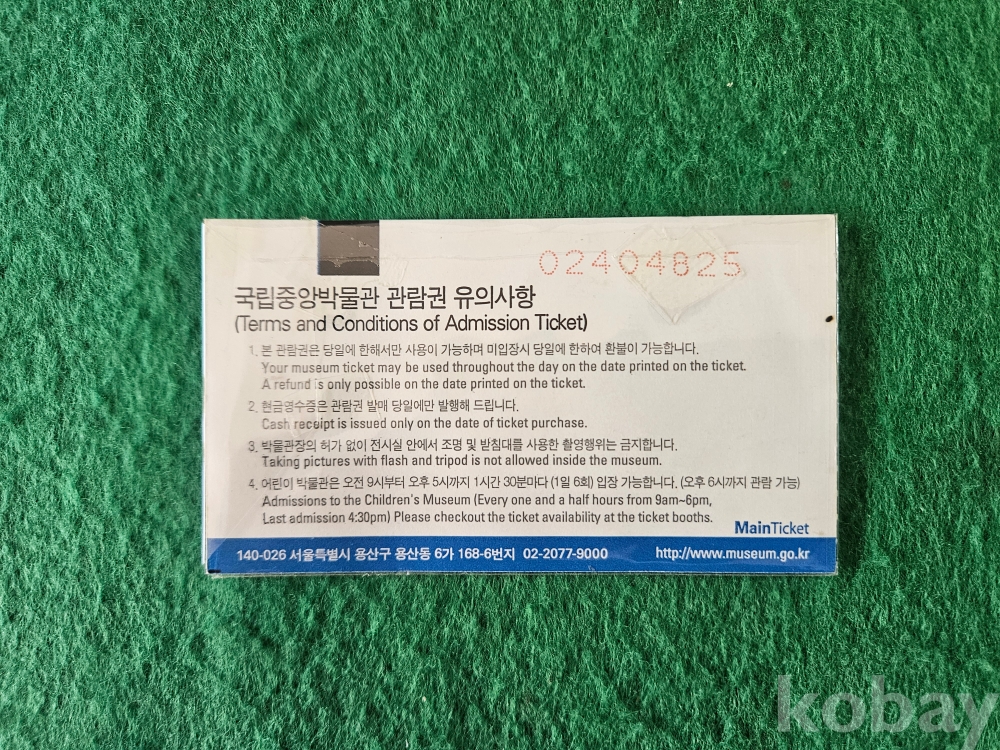 02404825
국립중앙박물관 관람권 유의사항
(Terms and Conditions of Admission Ticket)
1. 본 관람권은 당일에 한해서만 사용이 가능하며 미입장시 당일에 한하여 환불이 가능합니다.
Your museum ticket may be used throughout the day on the date printed on the ticket.
A refund is only possible on the date printed on the ticket.
2. 현금영수증은 관람권 발매 당일에만 발행해 드립니다.
Cash receipt is issued only on the date of ticket purchase.
3. 박물관장의 허가 없이 전시실 안에서 조명 및 받침대를 사용한 촬영행위는 금지합니다.
Taking pictures with flash and tripod is not allowed inside the museum.
4. 어린이 박물관은 오전 9시부터 오후 5시까지 1시간 30분마다 (1일 6회) 입장 가능합니다. (오후 6시까지 관람 가능)
Admissions to the Children's Museum (Every one and a half hours from 9am~6pm,
Last admission 4:30pm) Please checkout the ticket availability at the ticket booths.
MainTicket
140-026 서울특별시 용산구 용산동 6가 168-6번지 02-2077-9000 http://www.museum.go.kr
kobay